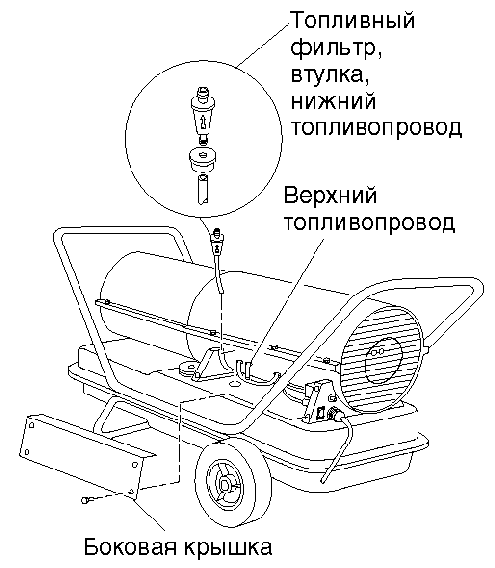 Топливный
фильтр,
втулка,
нижний
топливопровод
Верхний
топливопровод
Боковая крышка